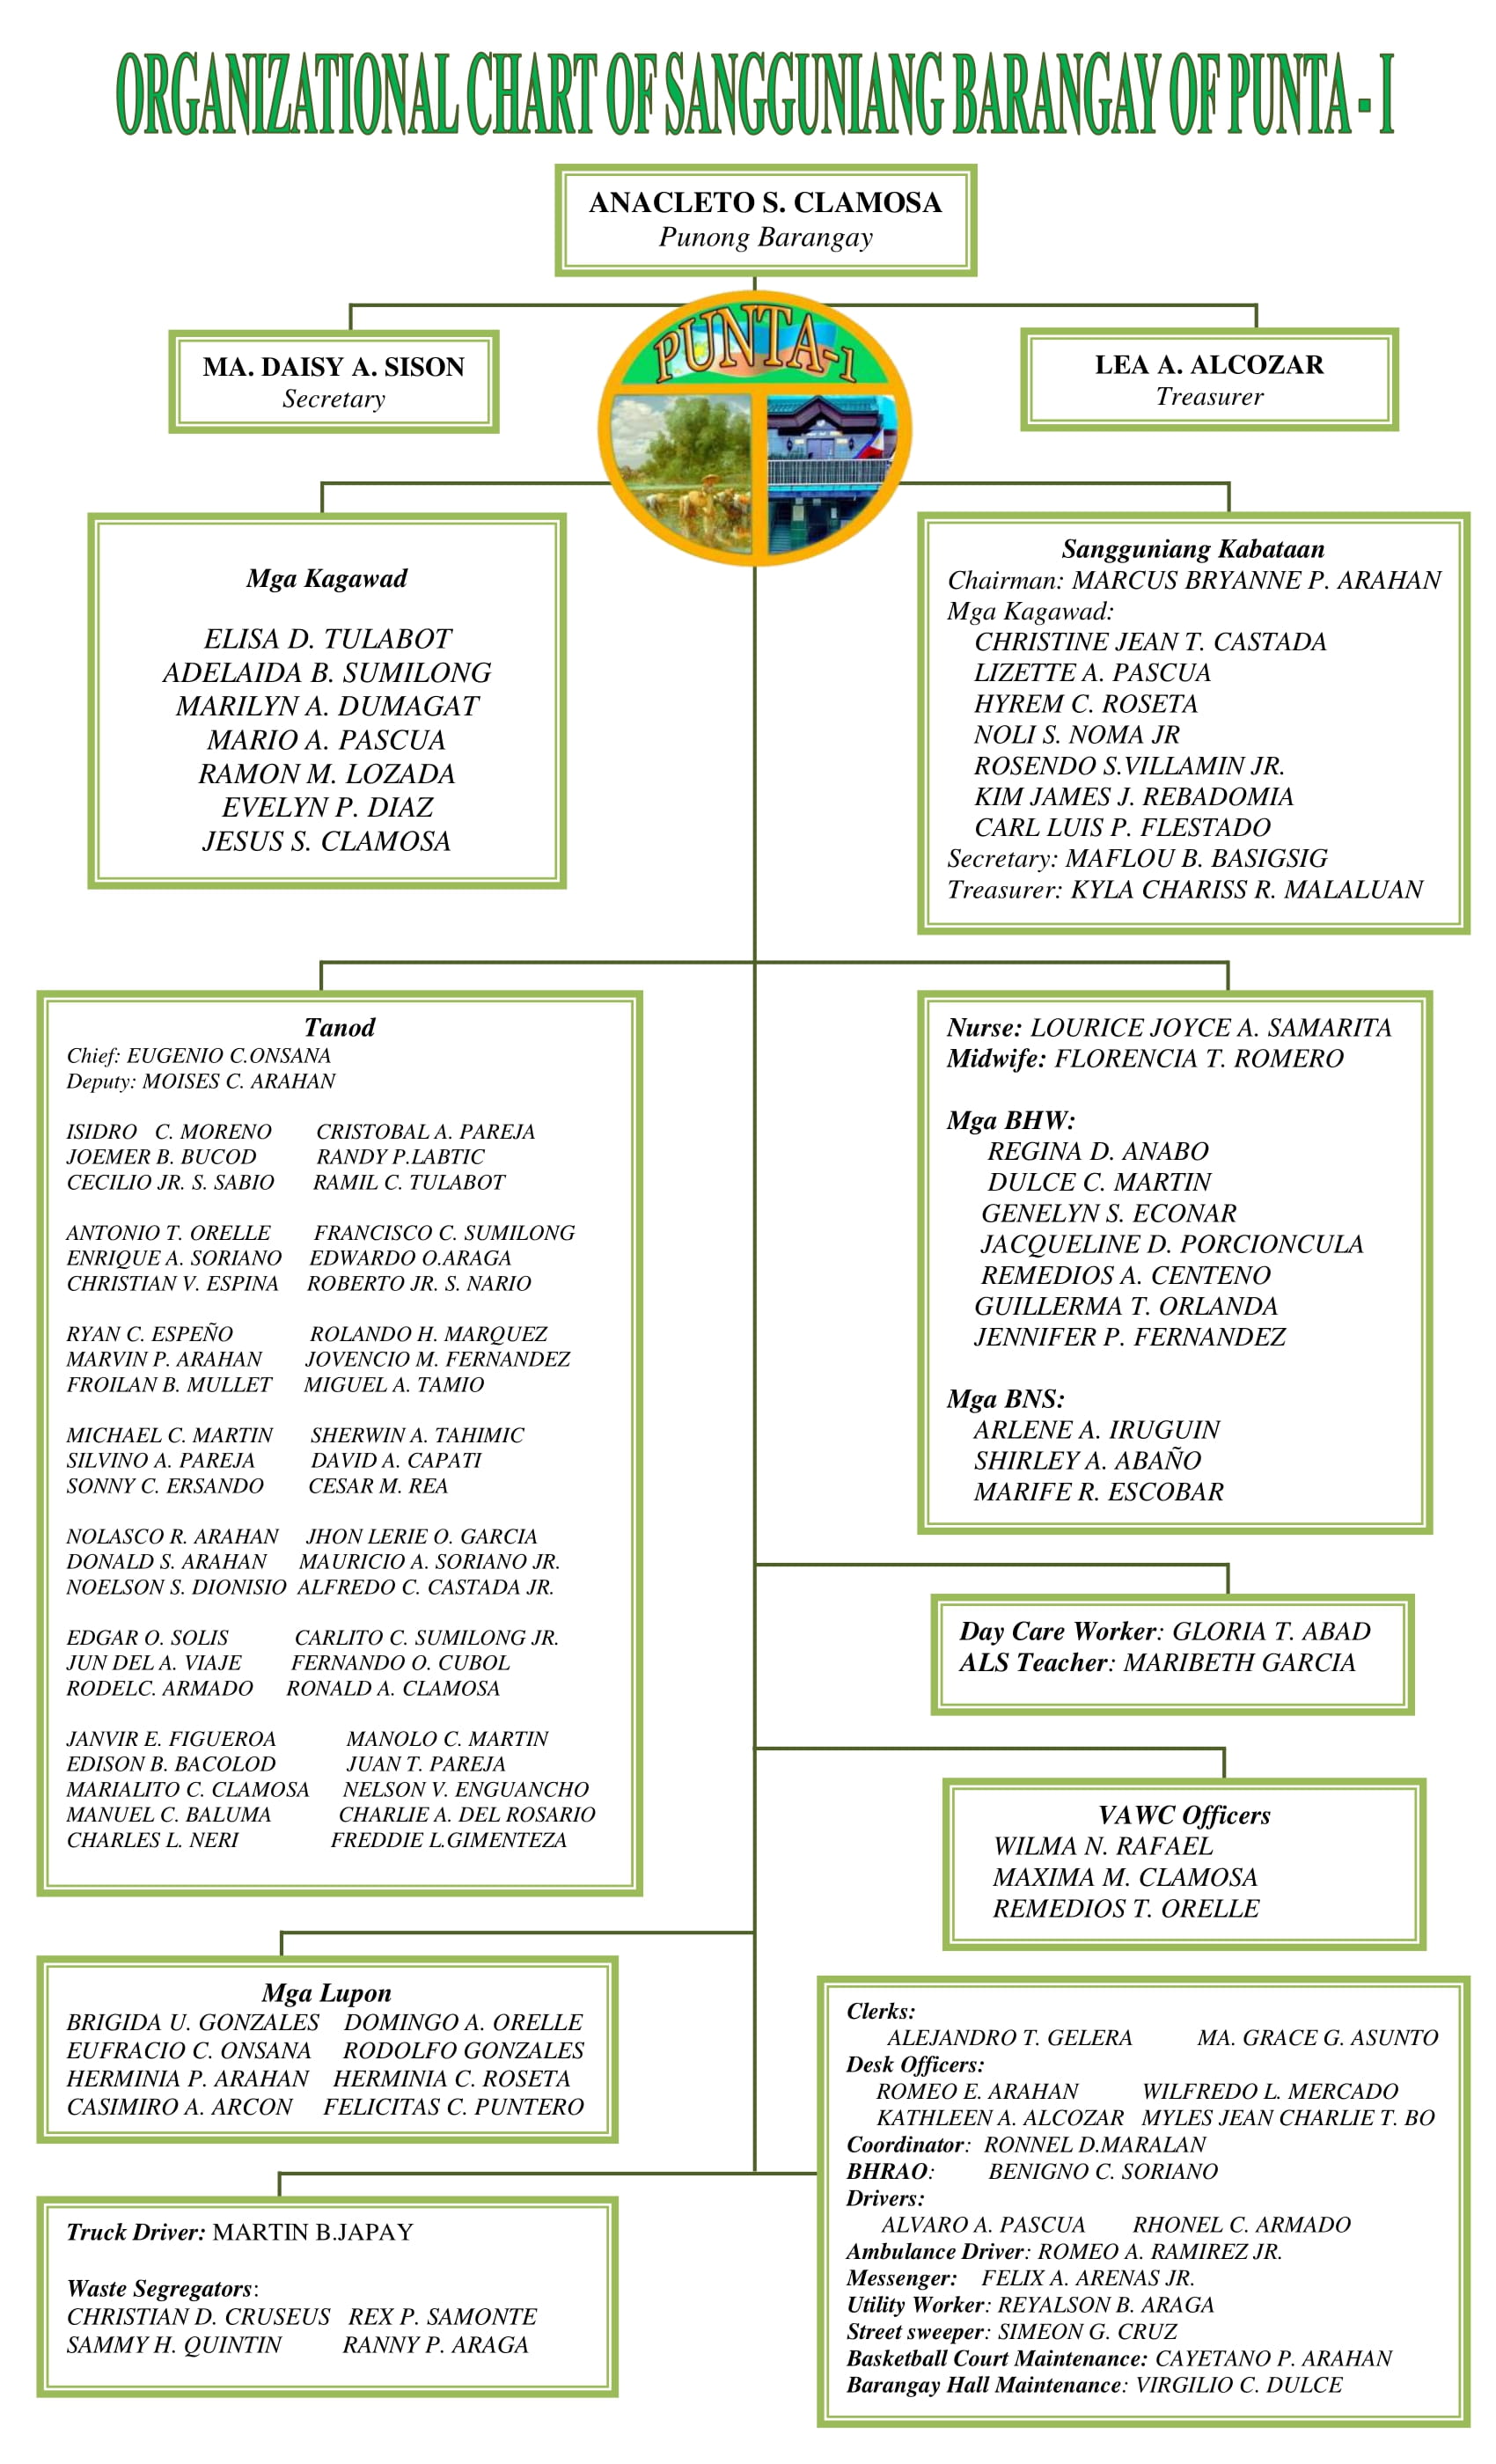 ORGANIZATIONAL CHART OF SANGGUNIANG BARANGAY OF PUNTA - I
ANACLETO S. CLAMOSA
Punong Barangay
PUNTA-1
MA. DAISY A. SISON
Secretary
LEA A. ALCOZAR
Treasurer
Mga Kagawad
ELISA D. TULABOT
ADELAIDA B. SUMILONG
MARILYN A. DUMAGAT
MARIO A. PASCUA
RAMON M. LOZADA
EVELYN P. DIAZ
JESUS S. CLAMOSA
Sangguniang Kabataan
Chairman: MARCUS BRYANNE P. ARAHAN
Mga Kagawad:
CHRISTINE JEAN T. CASTADA
LIZETTE A. PASCUA
HYREM C. ROSETA
NOLI S. NOMA JR
ROSENDO S.VILLAMIN JR.
KIM JAMES J. REBADOMIA
CARL LUIS P. FLESTADO
Secretary: MAFLOU B. BASIGSIG
Treasurer: KYLA CHARISS R. MALALUAN
Tanod
Chief: EUGENIO C.ONSANA
Deputy: MOISES C. ARAHAN
ISIDRO C. MORENO CRISTOBAL A. PAREJA
JOEMER B. BUCOD RANDY P.LABTIC
CECILIO JR. S. SABIO RAMIL C. TULABOT
ANTONIO T. ORELLE FRANCISCO C. SUMILONG
ENRIQUE A. SORIANO EDWARDO O.ARAGA
CHRISTIAN V. ESPINA ROBERTO JR. S. NARIO
RYAN C. ESPEÑO ROLANDO H. MARQUEZ
MARVIN P. ARAHAN JOVENCIO M. FERNANDEZ
FROILAN B. MULLET MIGUEL A. TAMIO
MICHAEL C. MARTIN SHERWIN A. TAHIMIC
SILVINO A. PAREJA DAVID A. CAPATI
SONNY C. ERSANDO CESAR M. REA
NOLASCO R. ARAHAN JHON LERIE O. GARCIA
DONALD S. ARAHAN MAURICIO A. SORIANO JR.
NOELSON S. DIONISIO ALFREDO C. CASTADA JR.
EDGAR O. SOLIS CARLITO C. SUMILONG JR.
JUN DEL A. VIAJE FERNANDO O. CUBOL
RODELC. ARMADO RONALD A. CLAMOSA
JANVIR E. FIGUEROA MANOLO C. MARTIN
EDISON B. BACOLOD JUAN T. PAREJA
MARIALITO C. CLAMOSA NELSON V. ENGUANCHO
MANUEL C. BALUMA CHARLIE A. DEL ROSARIO
CHARLES L. NERI FREDDIE L.GIMENTEZA
Nurse: LOURICE JOYCE A. SAMARITA
Midwife: FLORENCIA T. ROMERO
Mga BHW:
REGINA D. ANABO
DULCE C. MARTIN
GENELYN S. ECONAR
JACQUELINE D. PORCIONCULA
REMEDIOS A. CENTENO
GUILLERMA T. ORLANDA
JENNIFER P. FERNANDEZ
Mga BNS:
ARLENE A. IRUGUIN
SHIRLEY A. ABAÑO
MARIFE R. ESCOBAR
Day Care Worker: GLORIA T. ABAD
ALS Teacher: MARIBETH GARCIA
VAWC Officers
WILMA N. RAFAEL
MAXIMA M. CLAMOSA
REMEDIOS T. ORELLE
Mga Lupon
BRIGIDA U. GONZALES DOMINGO A. ORELLE
EUFRACIO C. ONSANA RODOLFO GONZALES
HERMINIA P. ARAHAN HERMINIA C. ROSETA
CASIMIRO A. ARCON FELICITAS C. PUNTERO
Clerks:
ALEJANDRO T. GELERA MA. GRACE G. ASUNTO
Desk Officers:
ROMEO E. ARAHAN WILFREDO L. MERCADO
KATHLEEN A. ALCOZAR MYLES JEAN CHARLIE T. BO
Coordinator: RONNEL D.MARALAN
BHRAO: BENIGNO C. SORIANO
Drivers:
ALVARO A. PASCUA RHONEL C. ARMADO
Ambulance Driver: ROMEO A. RAMIREZ JR.
Messenger: FELIX A. ARENAS JR.
Utility Worker: REYALSON B. ARAGA
Street sweeper: SIMEON G. CRUZ
Basketball Court Maintenance: CAYETANO P. ARAHAN
Barangay Hall Maintenance: VIRGILIO C. DULCE
Truck Driver: MARTIN B.JAPAY
Waste Segregators:
CHRISTIAN D. CRUSEUS REX P. SAMONTE
SAMMY H. QUINTIN RANNY P. ARAGA